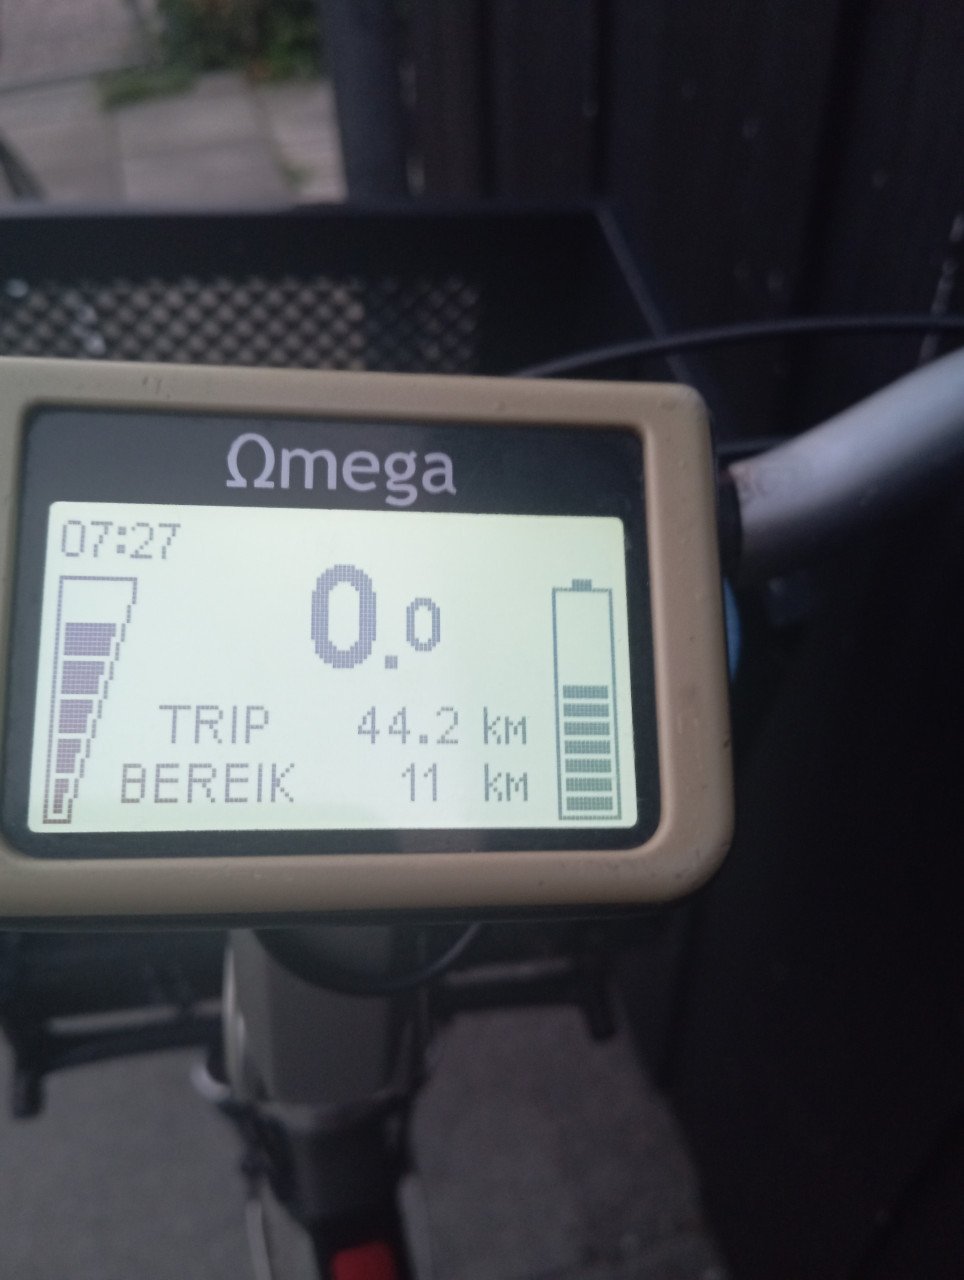 Ωmega
07:27
0.0
TRIP 44.2 km
BEREIK 11 km